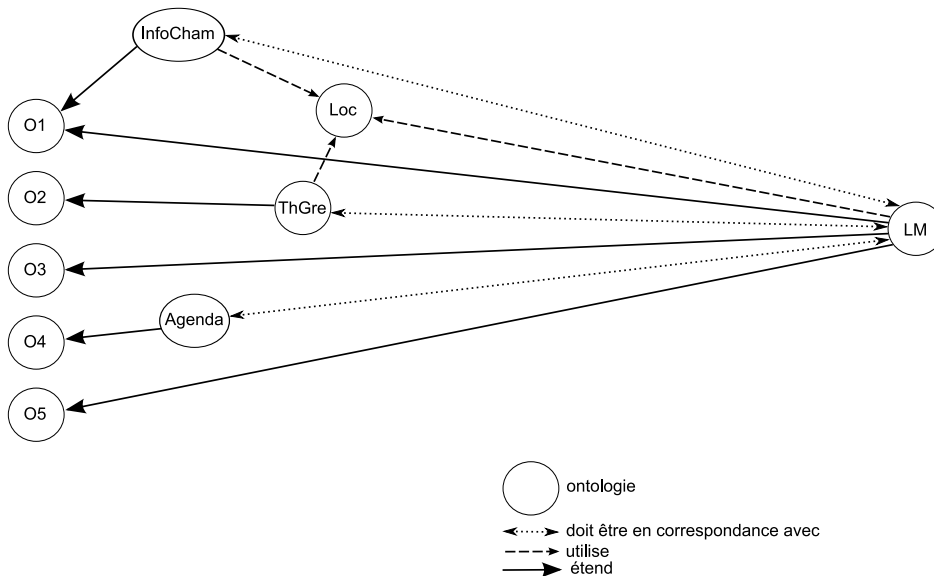 InfoCham
Loc
O1
O2
ThGre
LM
O3
Agenda
O4
O5
ontologie
doit être en correspondance avec
utilise
étend